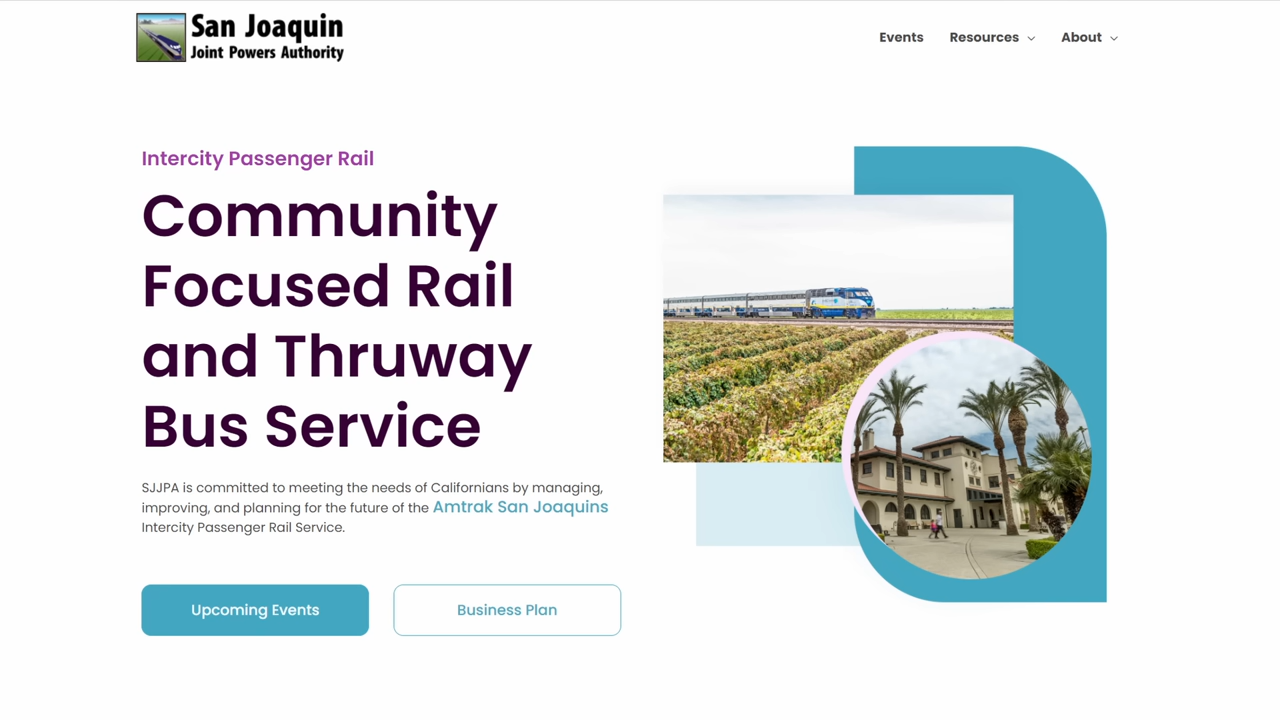 San Joaquin
Joint Powers Authority
Events
Resources
About
Intercity Passenger Rail
Community
Focused Rail
and Thruway
Bus Service
SJJPA is committed to meeting the needs of Californians by managing,
improving, and planning for the future of the Amtrak San Joaquins
Intercity Passenger Rail Service.
Upcoming Events
Business Plan